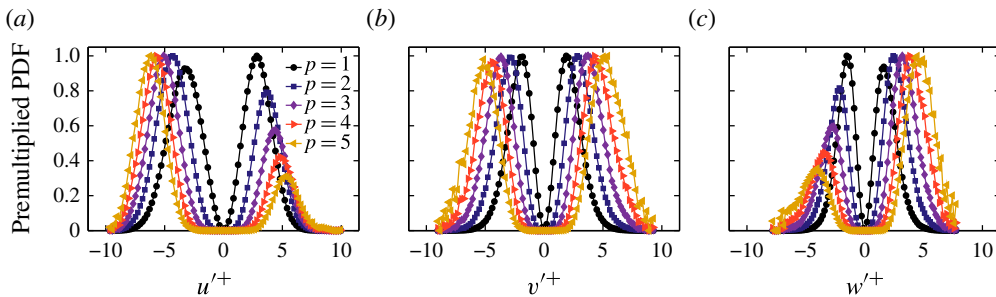 (a)
(b)
(c)
Premultiplied PDF
1.0
0.8
0.6
0.4
0.2
0
p = 1
p = 2
p = 3
p = 4
p = 5
−10 −5 0 5 10
−10 −5 0 5 10
−10 −5 0 5 10
u′+
v′+
w′+